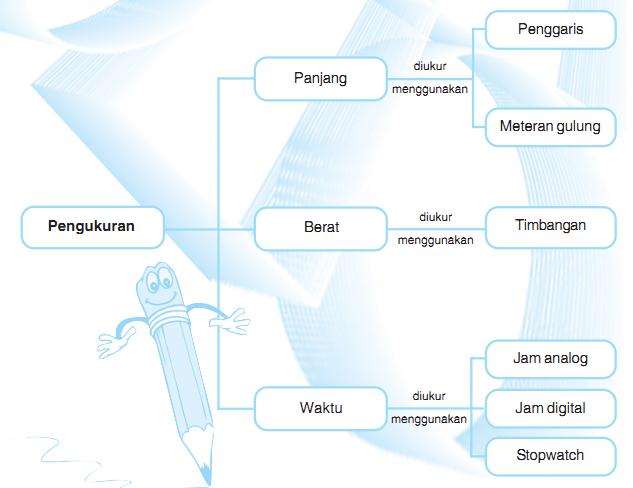 Pengukuran
Panjang
diukur
menggunakan
Penggaris
Meteran gulung
Berat
diukur
menggunakan
Timbangan
Waktu
diukur
menggunakan
Jam analog
Jam digital
Stopwatch